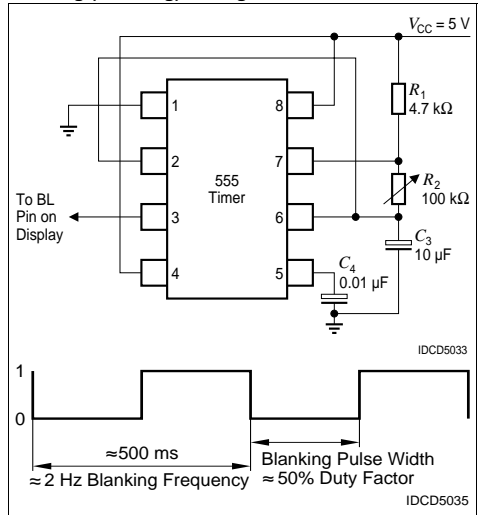 V_CC = 5 V
R_1
4.7 kΩ
1
8
2
7
555
Timer
R_2
100 kΩ
To BL
Pin on
Display
3
6
C_3
10 μF
4
5
C_4
0.01 μF
IDCD5033
1
0
≈500 ms
≈ 2 Hz Blanking Frequency
Blanking Pulse Width
≈ 50% Duty Factor
IDCD5035